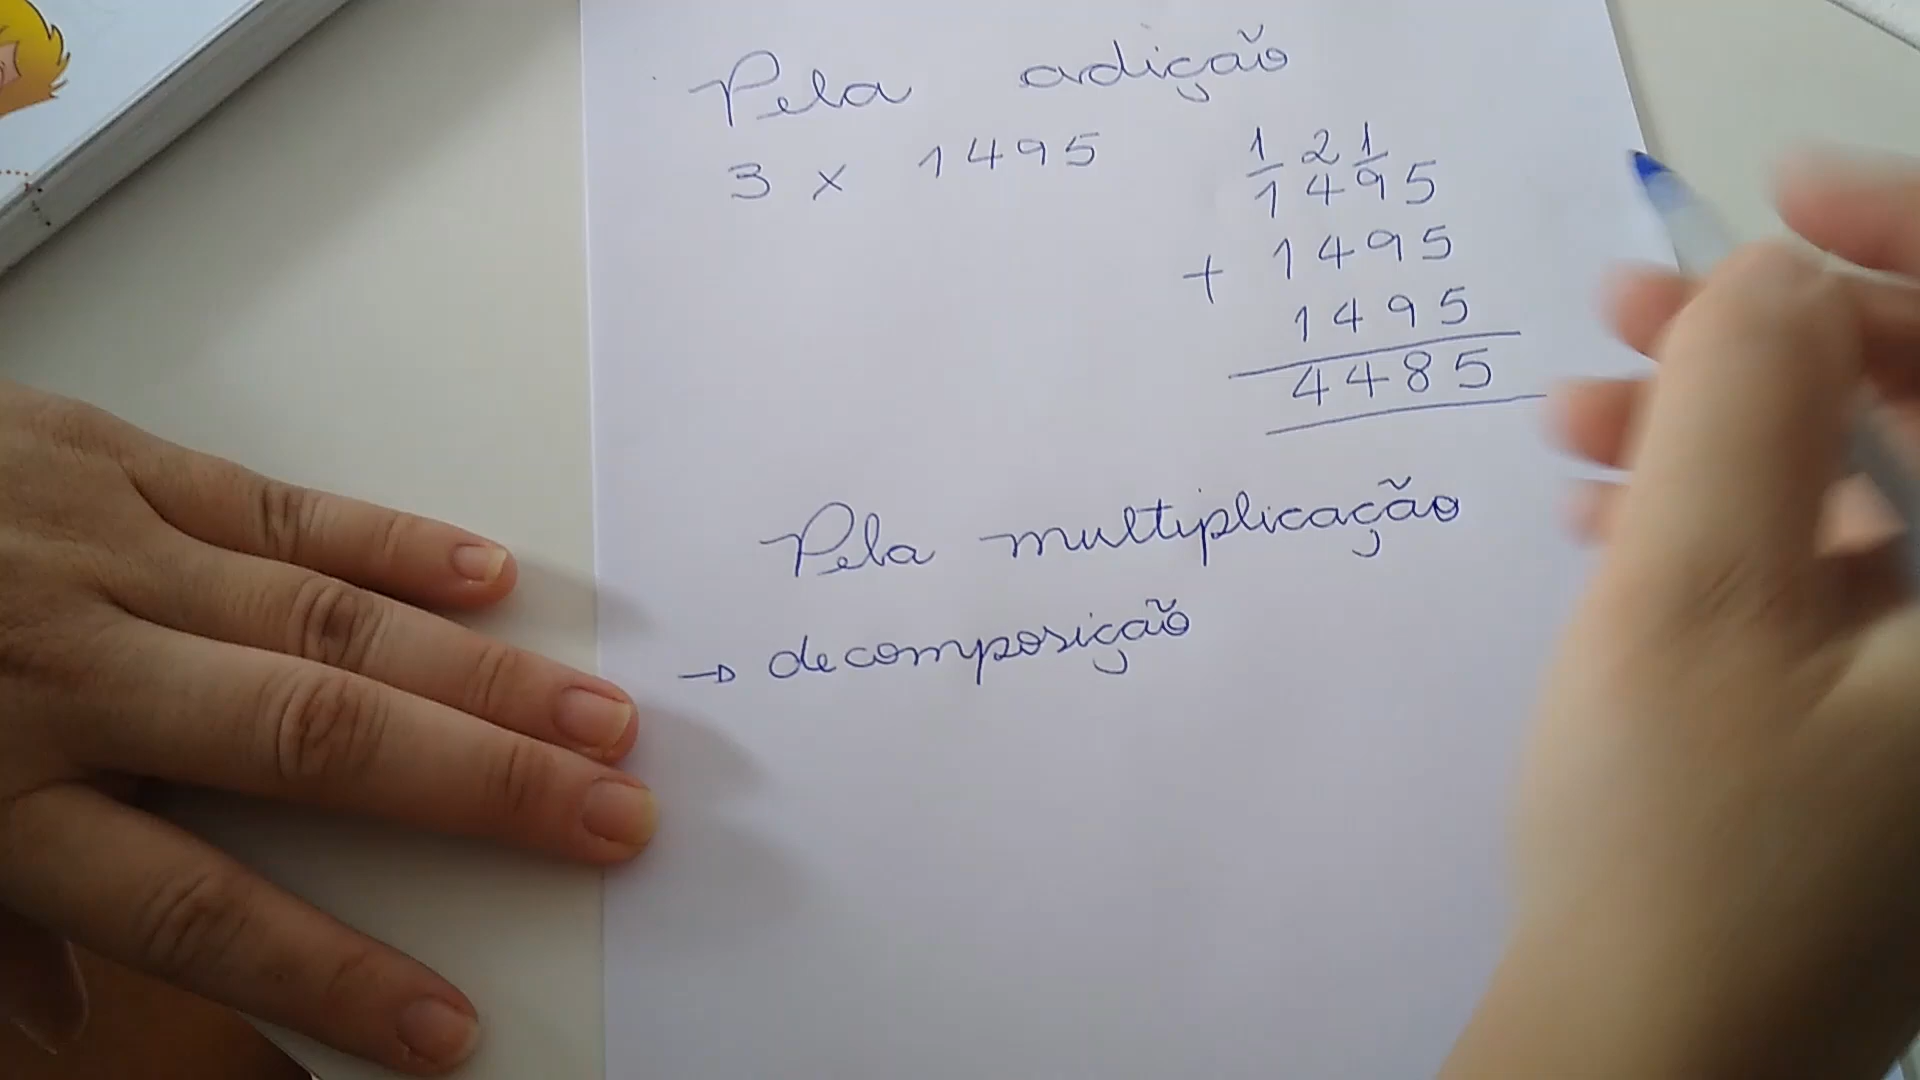 Pela adição
3 x 1495
1 2 1
1495
+ 1495
1495
4485
Pela multiplicação
→ decomposição